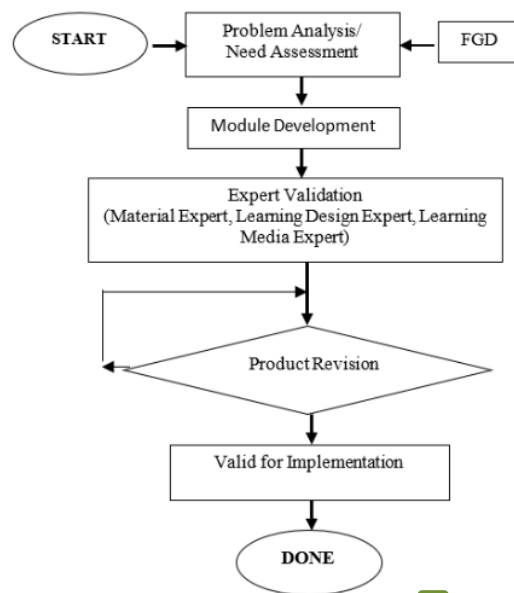 START
Problem Analysis/
Need Assessment
FGD
Module Development
Expert Validation
(Material Expert, Learning Design Expert, Learning
Media Expert)
Product Revision
Valid for Implementation
DONE